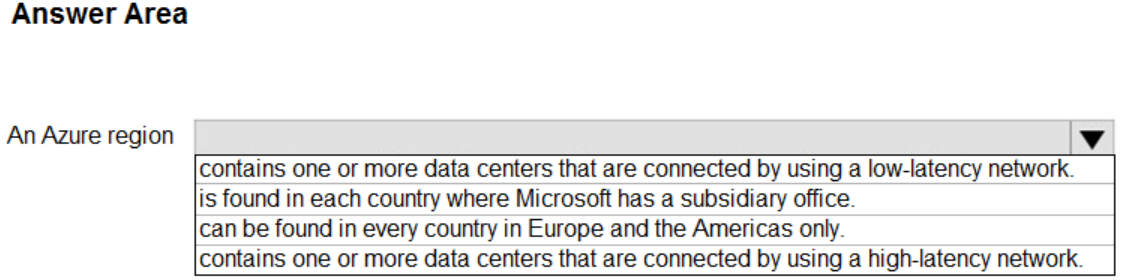 Answer Area
An Azure region
contains one or more data centers that are connected by using a low-latency network.
is found in each country where Microsoft has a subsidiary office.
can be found in every country in Europe and the Americas only.
contains one or more data centers that are connected by using a high-latency network.